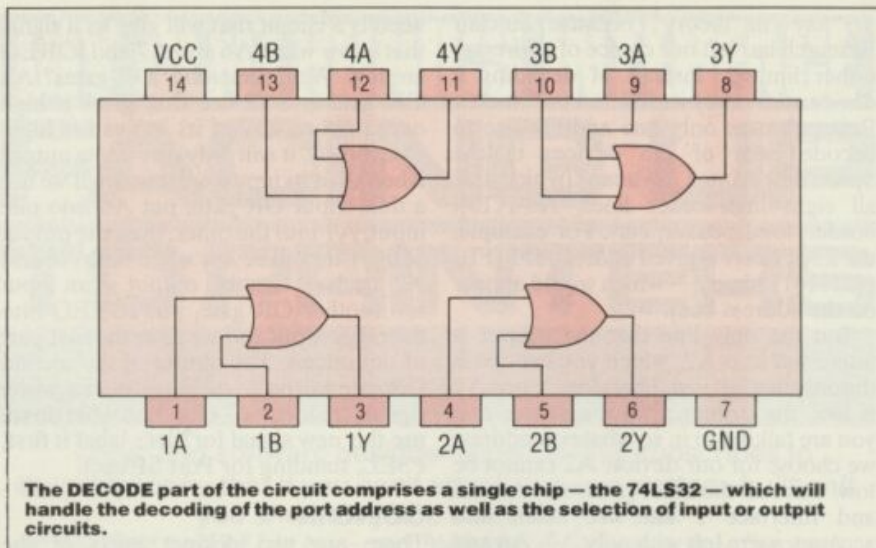 VCC 4B 4A 4Y 3B 3A 3Y
14 13 12 11 10 9 8
1 2 3 4 5 6 7
1A 1B 1Y 2A 2B 2Y GND
The DECODE part of the circuit comprises a single chip — the 74LS32 — which will
handle the decoding of the port address as well as the selection of input or output
circuits.